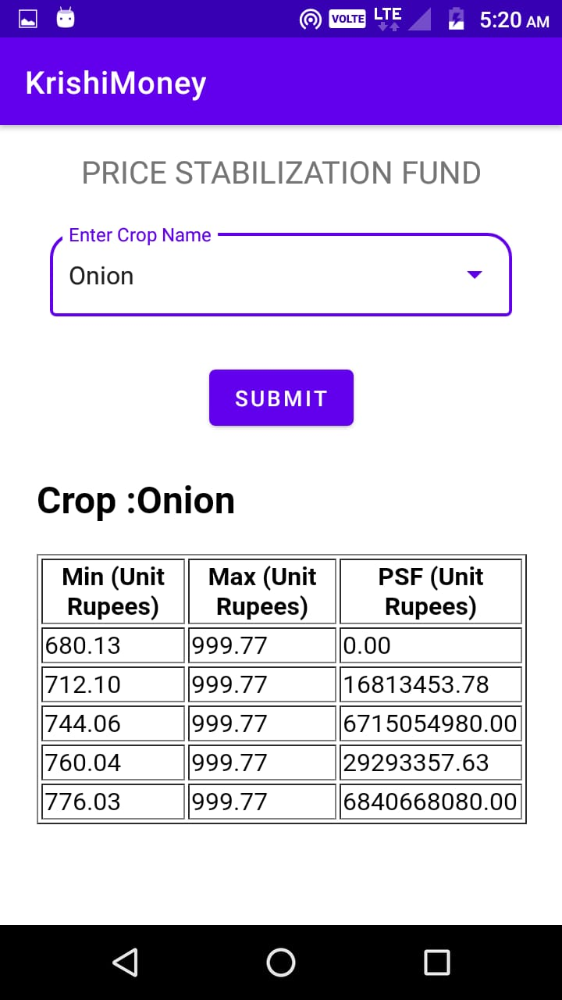 VOLTE LTE 5:20 AM
KrishiMoney
PRICE STABILIZATION FUND
Enter Crop Name
Onion
SUBMIT
Crop :Onion
Min (Unit Rupees) Max (Unit Rupees) PSF (Unit Rupees)
680.13 999.77 0.00
712.10 999.77 16813453.78
744.06 999.77 6715054980.00
760.04 999.77 29293357.63
776.03 999.77 6840668080.00